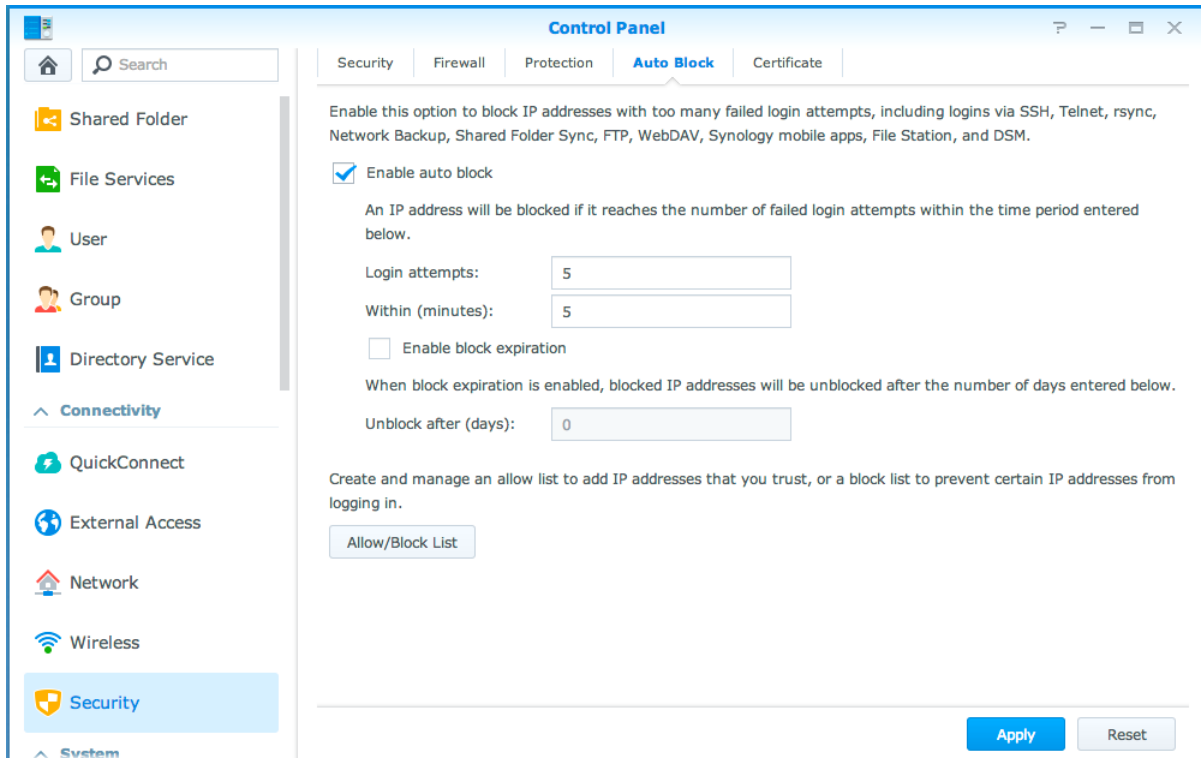 Control Panel
Search
Shared Folder
File Services
User
Group
Directory Service
Connectivity
QuickConnect
External Access
Network
Wireless
Security
System
Security
Firewall
Protection
Auto Block
Certificate
Enable this option to block IP addresses with too many failed login attempts, including logins via SSH, Telnet, rsync,
Network Backup, Shared Folder Sync, FTP, WebDAV, Synology mobile apps, File Station, and DSM.
Enable auto block
An IP address will be blocked if it reaches the number of failed login attempts within the time period entered
below.
Login attempts: 5
Within (minutes): 5
Enable block expiration
When block expiration is enabled, blocked IP addresses will be unblocked after the number of days entered below.
Unblock after (days): 0
Create and manage an allow list to add IP addresses that you trust, or a block list to prevent certain IP addresses from
logging in.
Allow/Block List
Apply
Reset